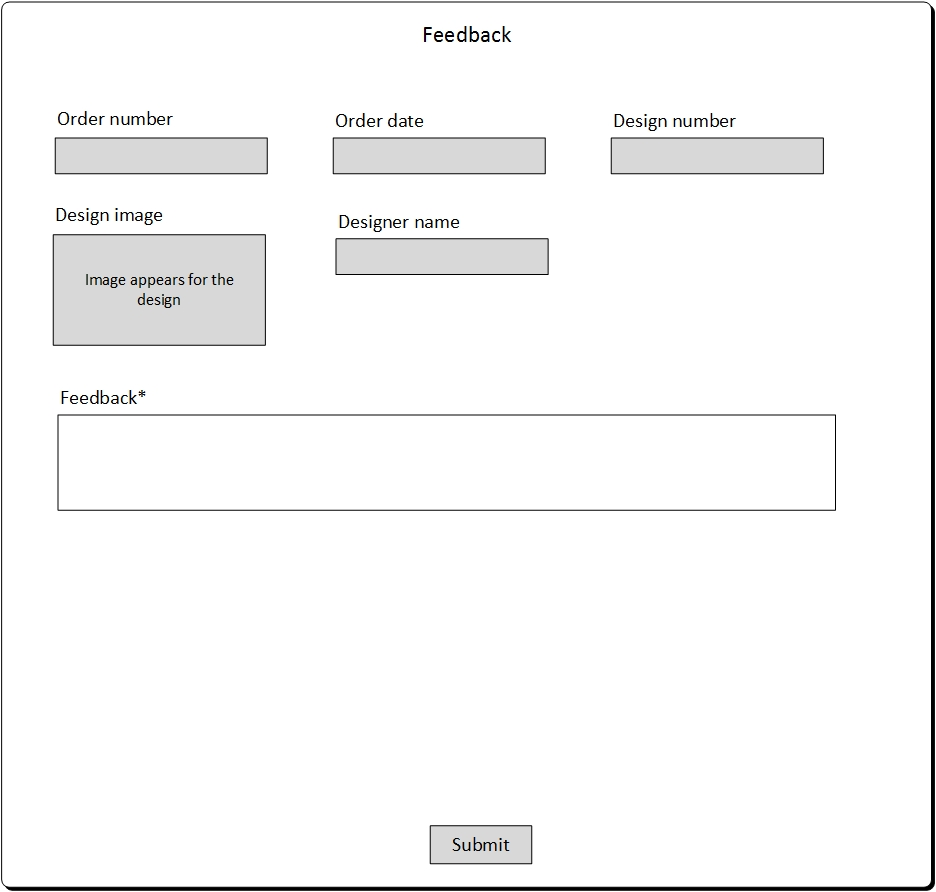 Feedback
Order number
Order date
Design number
Design image
Designer name
Image appears for the
design
Feedback*
Submit